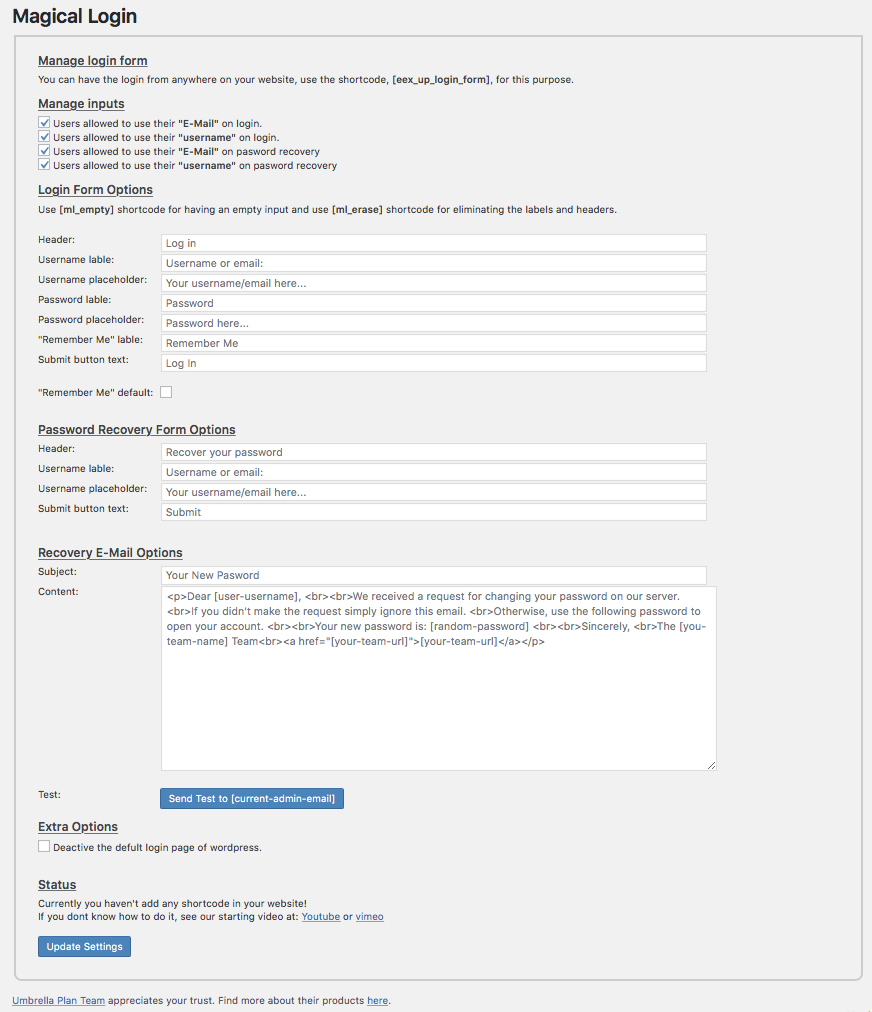 Magical Login
Manage login form
You can have the login from anywhere on your website, use the shortcode, [eex_up_login_form], for this purpose.
Manage inputs
Users allowed to use their "E-Mail" on login.
Users allowed to use their "username" on login.
Users allowed to use their "E-Mail" on pasword recovery
Users allowed to use their "username" on pasword recovery
Login Form Options
Use [ml_empty] shortcode for having an empty input and use [ml_erase] shortcode for eliminating the labels and headers.
Header: Log in
Username lable: Username or email:
Username placeholder: Your username/email here...
Password lable: Password
Password placeholder: Password here...
"Remember Me" lable: Remember Me
Submit button text: Log In
"Remember Me" default:
Password Recovery Form Options
Header: Recover your password
Username lable: Username or email:
Username placeholder: Your username/email here...
Submit button text: Submit
Recovery E-Mail Options
Subject: Your New Pasword
Content: <p>Dear [user-username], <br><br>We received a request for changing your password on our server.
<br>If you didn't make the request simply ignore this email. <br>Otherwise, use the following password to
open your account. <br><br>Your new password is: [random-password] <br><br>Sincerely, <br>The [you-
team-name] Team<br><a href="[your-team-url]">[your-team-url]</a></p>
Test: Send Test to [current-admin-email]
Extra Options
Deactive the defult login page of wordpress.
Status
Currently you haven't add any shortcode in your website!
If you dont know how to do it, see our starting video at: Youtube or vimeo
Update Settings
Umbrella Plan Team appreciates your trust. Find more about their products here.